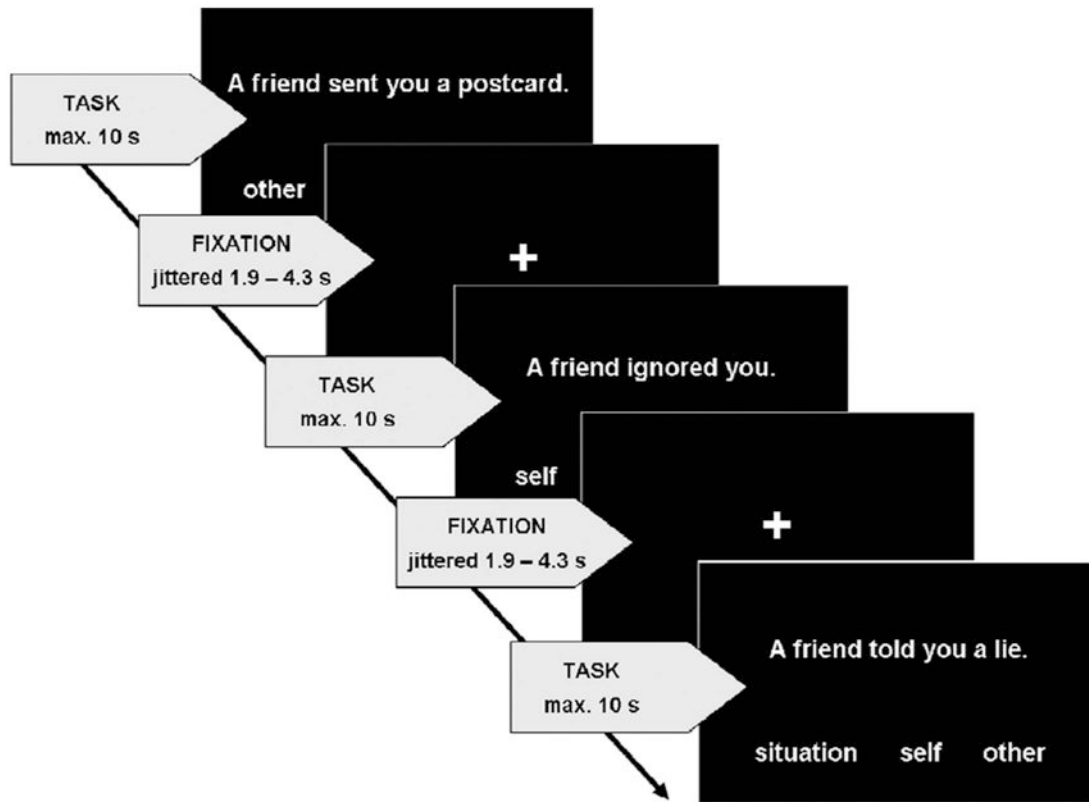 A friend sent you a postcard.
TASK
max. 10 s
other
FIXATION
jittered 1.9 – 4.3 s
+
A friend ignored you.
TASK
max. 10 s
self
FIXATION
jittered 1.9 – 4.3 s
+
A friend told you a lie.
TASK
max. 10 s
situation self other